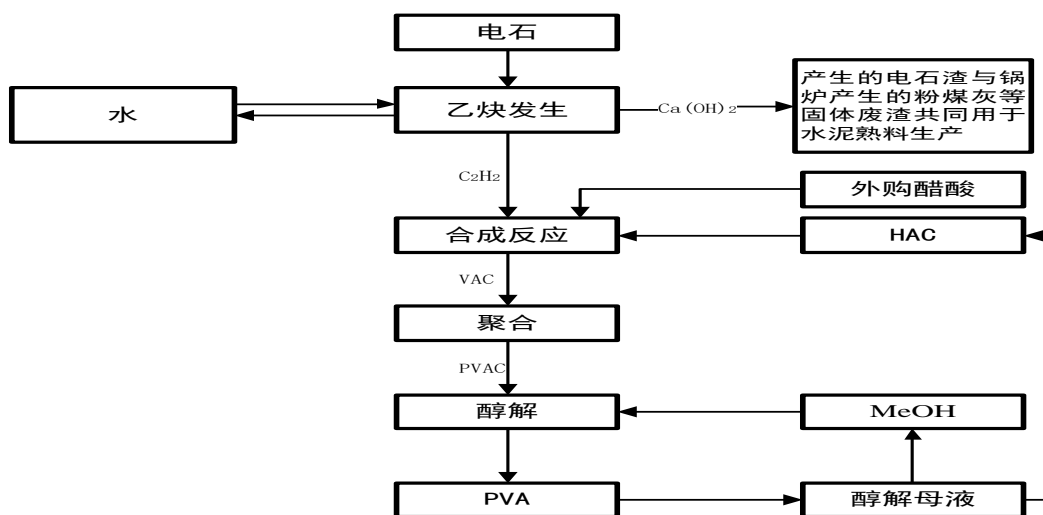 电石
水
乙炔发生
Ca(OH)2
产生的电石渣与锅
炉产生的粉煤灰等
固体废渣共同用于
水泥熟料生产
C2H2
外购醋酸
合成反应
HAC
VAC
聚合
PVAC
醇解
MeOH
PVA
醇解母液